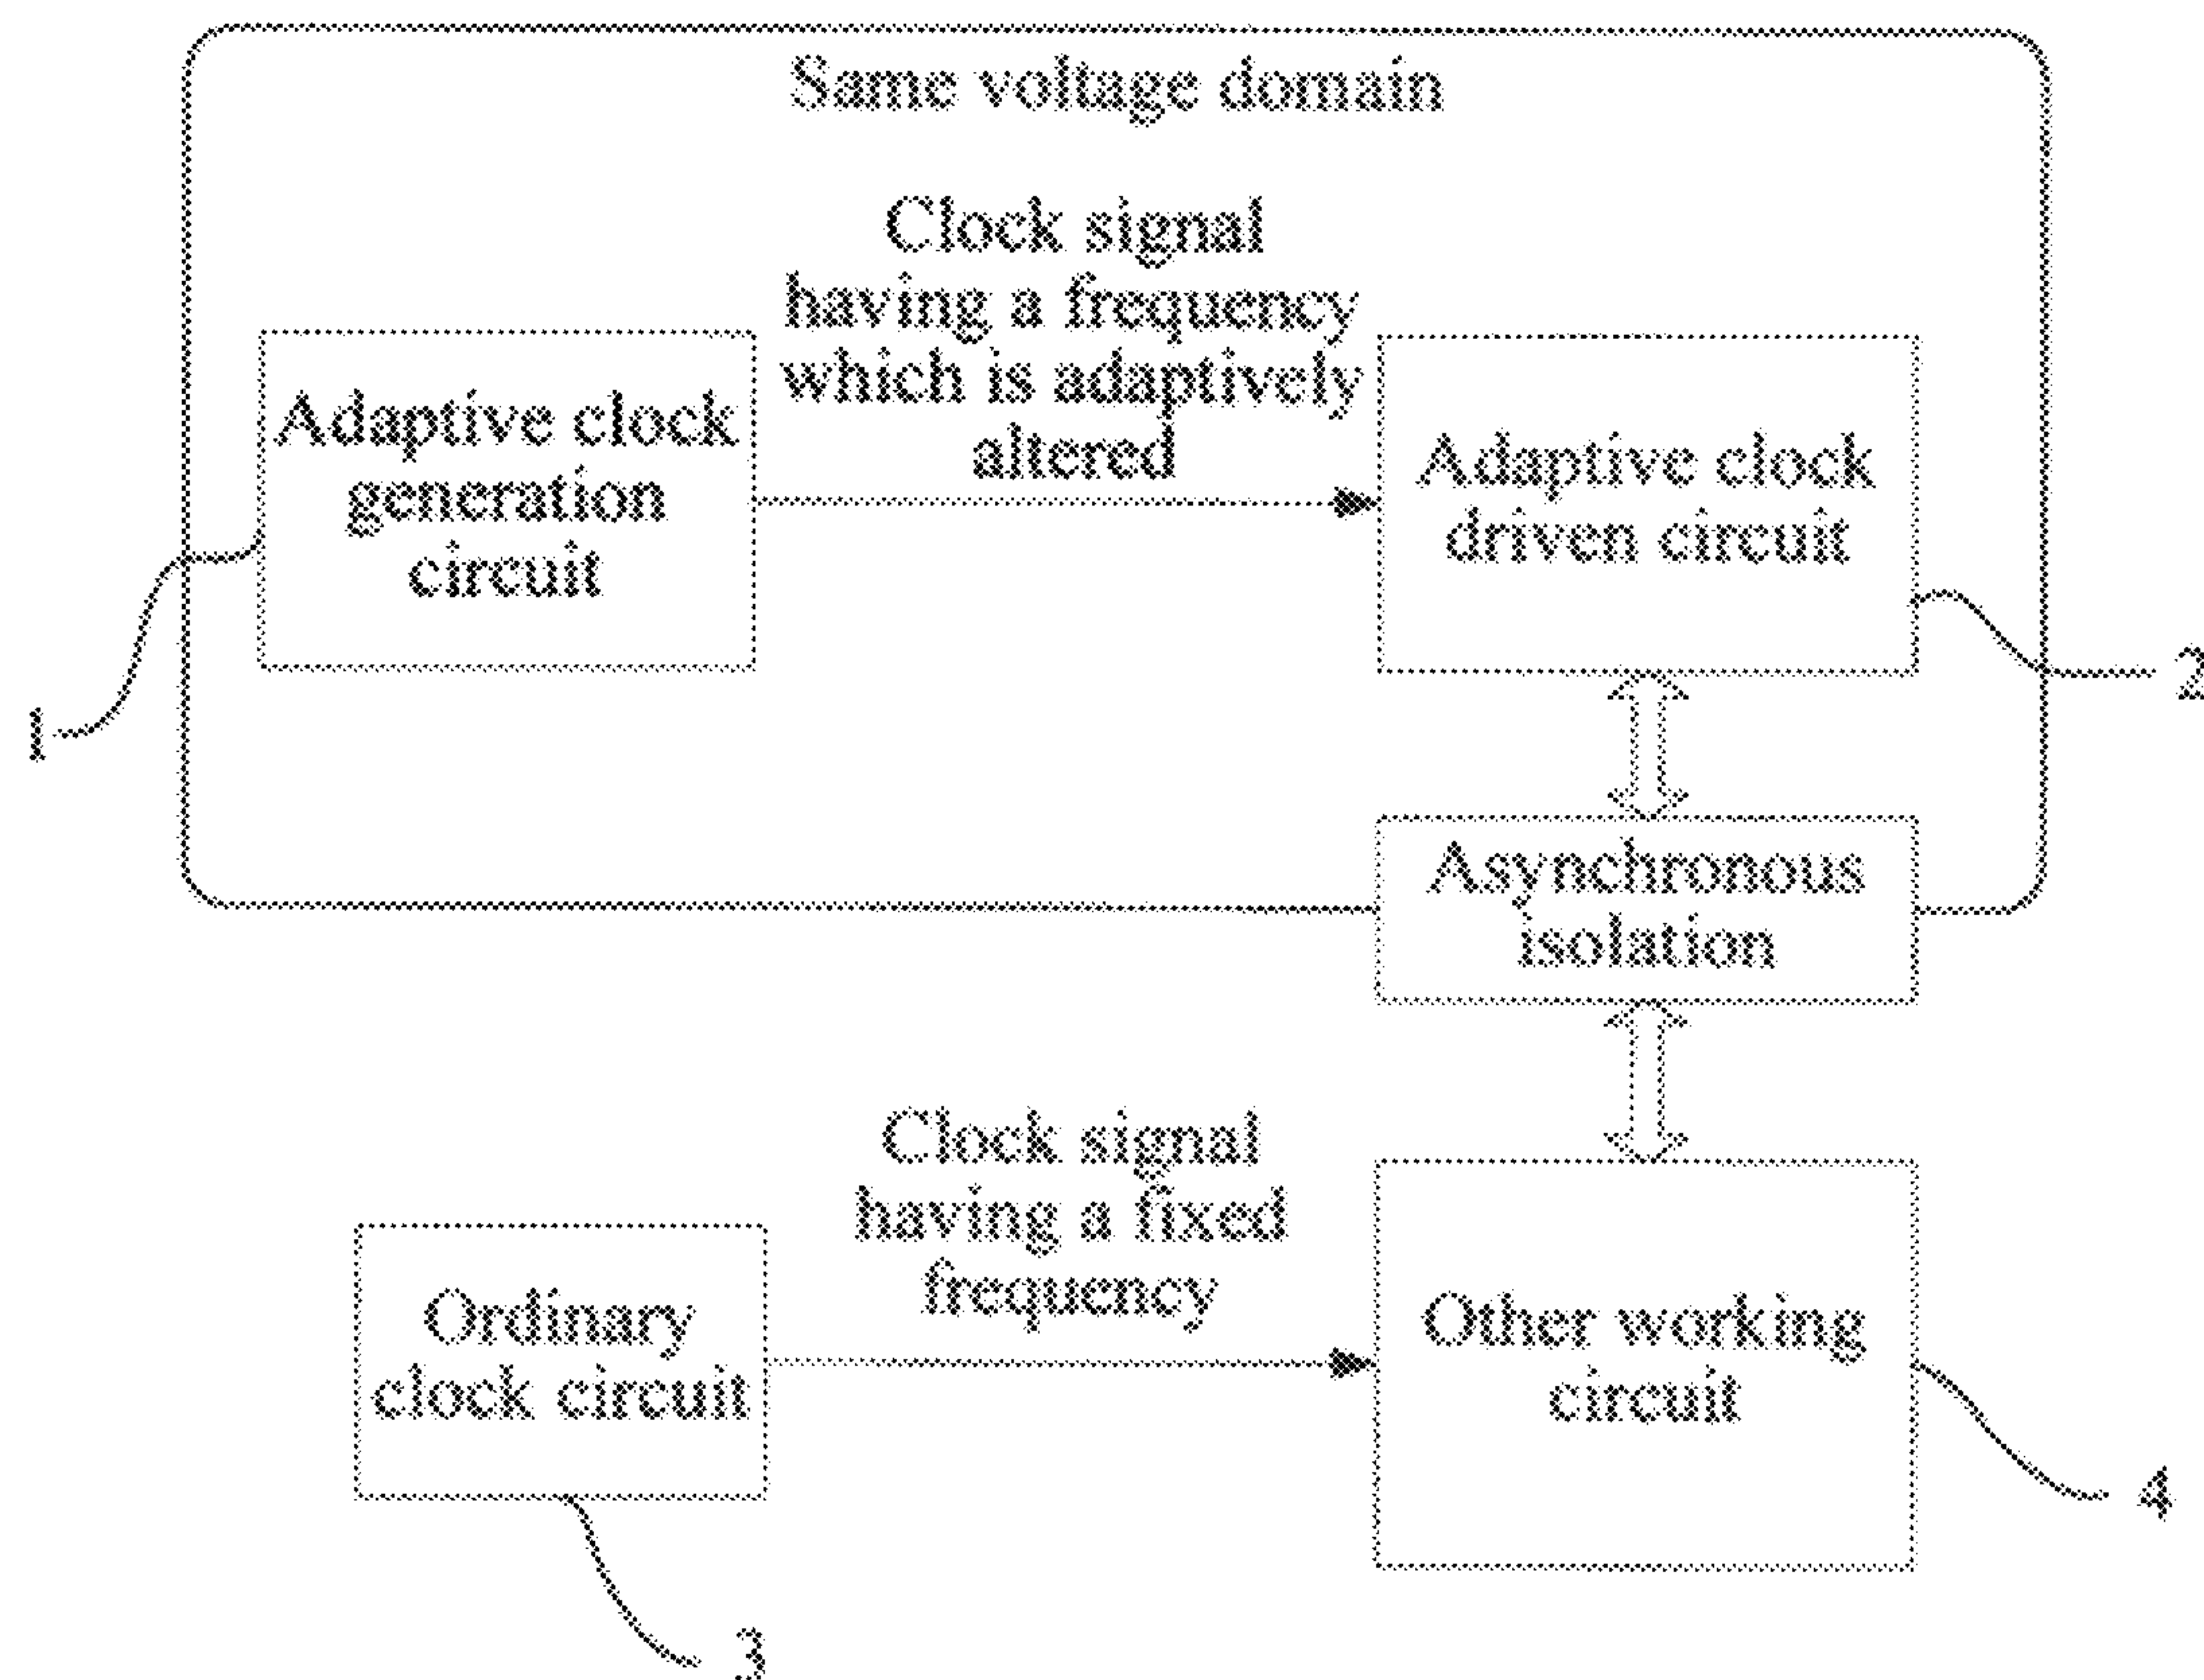 Same voltage domain
Clock signal
having a frequency
which is adaptively
altered
Adaptive clock
generation
circuit
Adaptive clock
driven circuit
1
2
Asynchronous
isolation
Clock signal
having a fixed
frequency
Ordinary
clock circuit
Other working
circuit
3
4